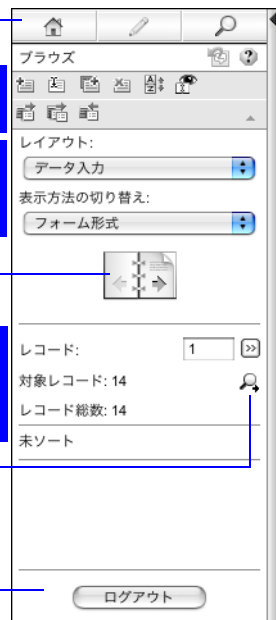 ブラウズ
レイアウト:
データ入力
表示方法の切り替え:
フォーム形式
レコード: 1
対象レコード: 14
レコード総数: 14
未ソート
ログアウト